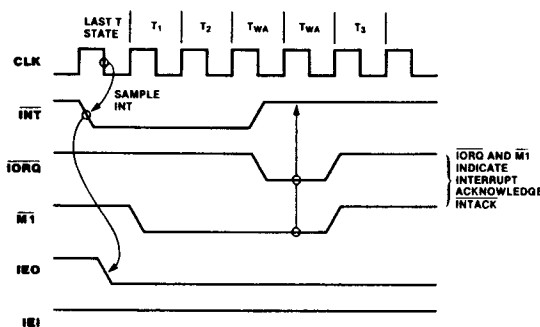 LAST T
STATE
T1
T2
TWA
TWA
T3
CLK
SAMPLE
INT
INT
IORQ
IORQ AND M1
INDICATE
INTERRUPT
ACKNOWLEDGE
INTACK
M1
IEO
IEI